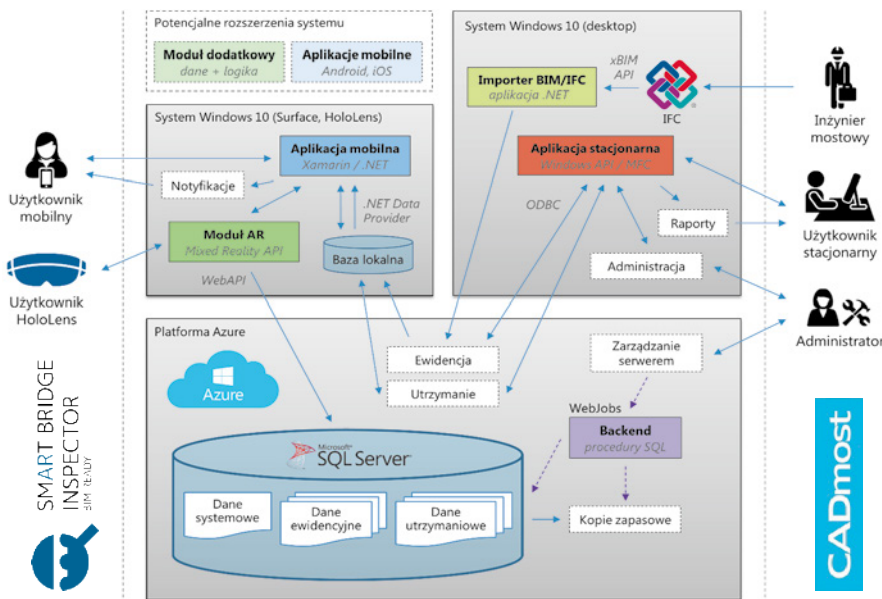 Potencjalne rozszerzenia systemu
Moduł dodatkowy
dane + logika
Aplikacje mobilne
Android, iOS
System Windows 10 (desktop)
Importer BIM/IFC
aplikacja .NET
xBIM
API
IFC
Aplikacja stacjonarna
Windows API / MFC
ODBC
Raporty
Administracja
Inżynier
mostowy
Użytkownik
stacjonarny
Administrator
System Windows 10 (Surface, HoloLens)
Aplikacja mobilna
Xamarin / .NET
Notyfikacje
.NET Data
Provider
Moduł AR
Mixed Reality API
Baza lokalna
WebAPI
Użytkownik
mobilny
Użytkownik
HoloLens
Platforma Azure
Azure
Ewidencja
Utrzymanie
Zarządzanie
serwerem
WebJobs
Backend
procedury SQL
Microsoft
SQL Server
Dane
systemowe
Dane
ewidencyjne
Dane
utrzymaniowe
Kopie zapasowe
SMART BRIDGE
INSPECTOR
BIM READY
CADmost